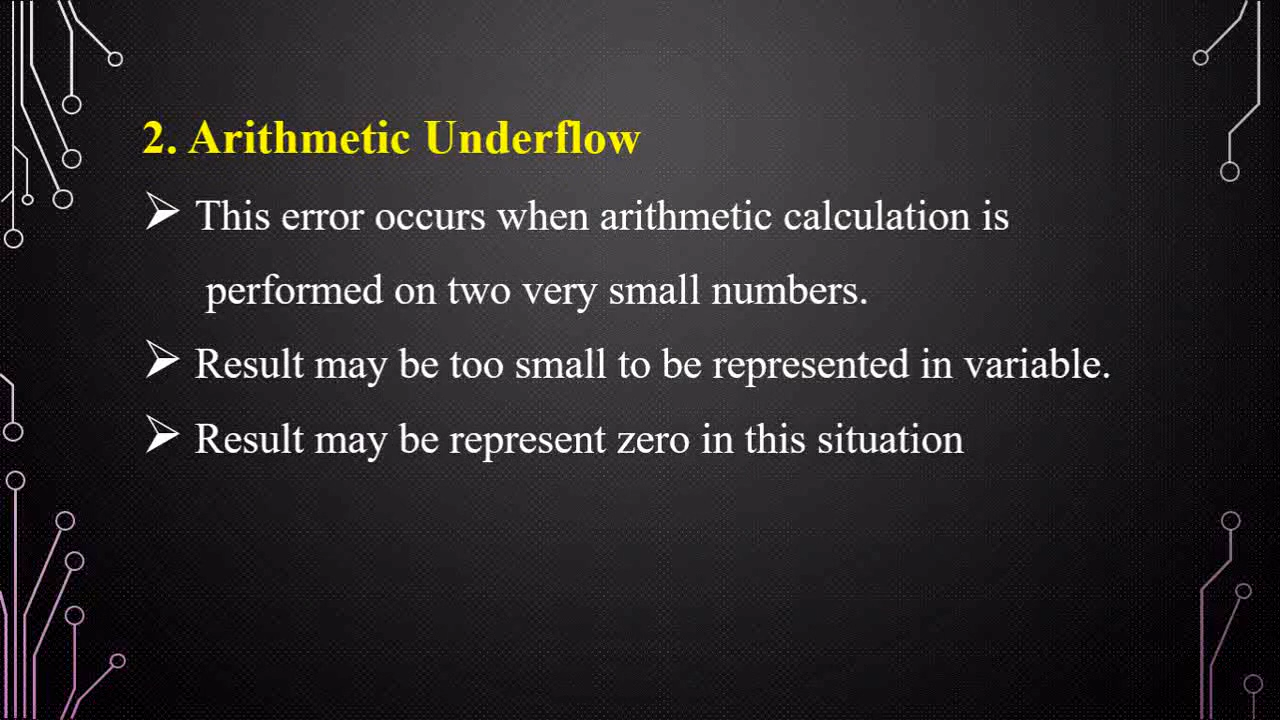 2. Arithmetic Underflow
➢ This error occurs when arithmetic calculation is
performed on two very small numbers.
➢ Result may be too small to be represented in variable.
➢ Result may be represent zero in this situation